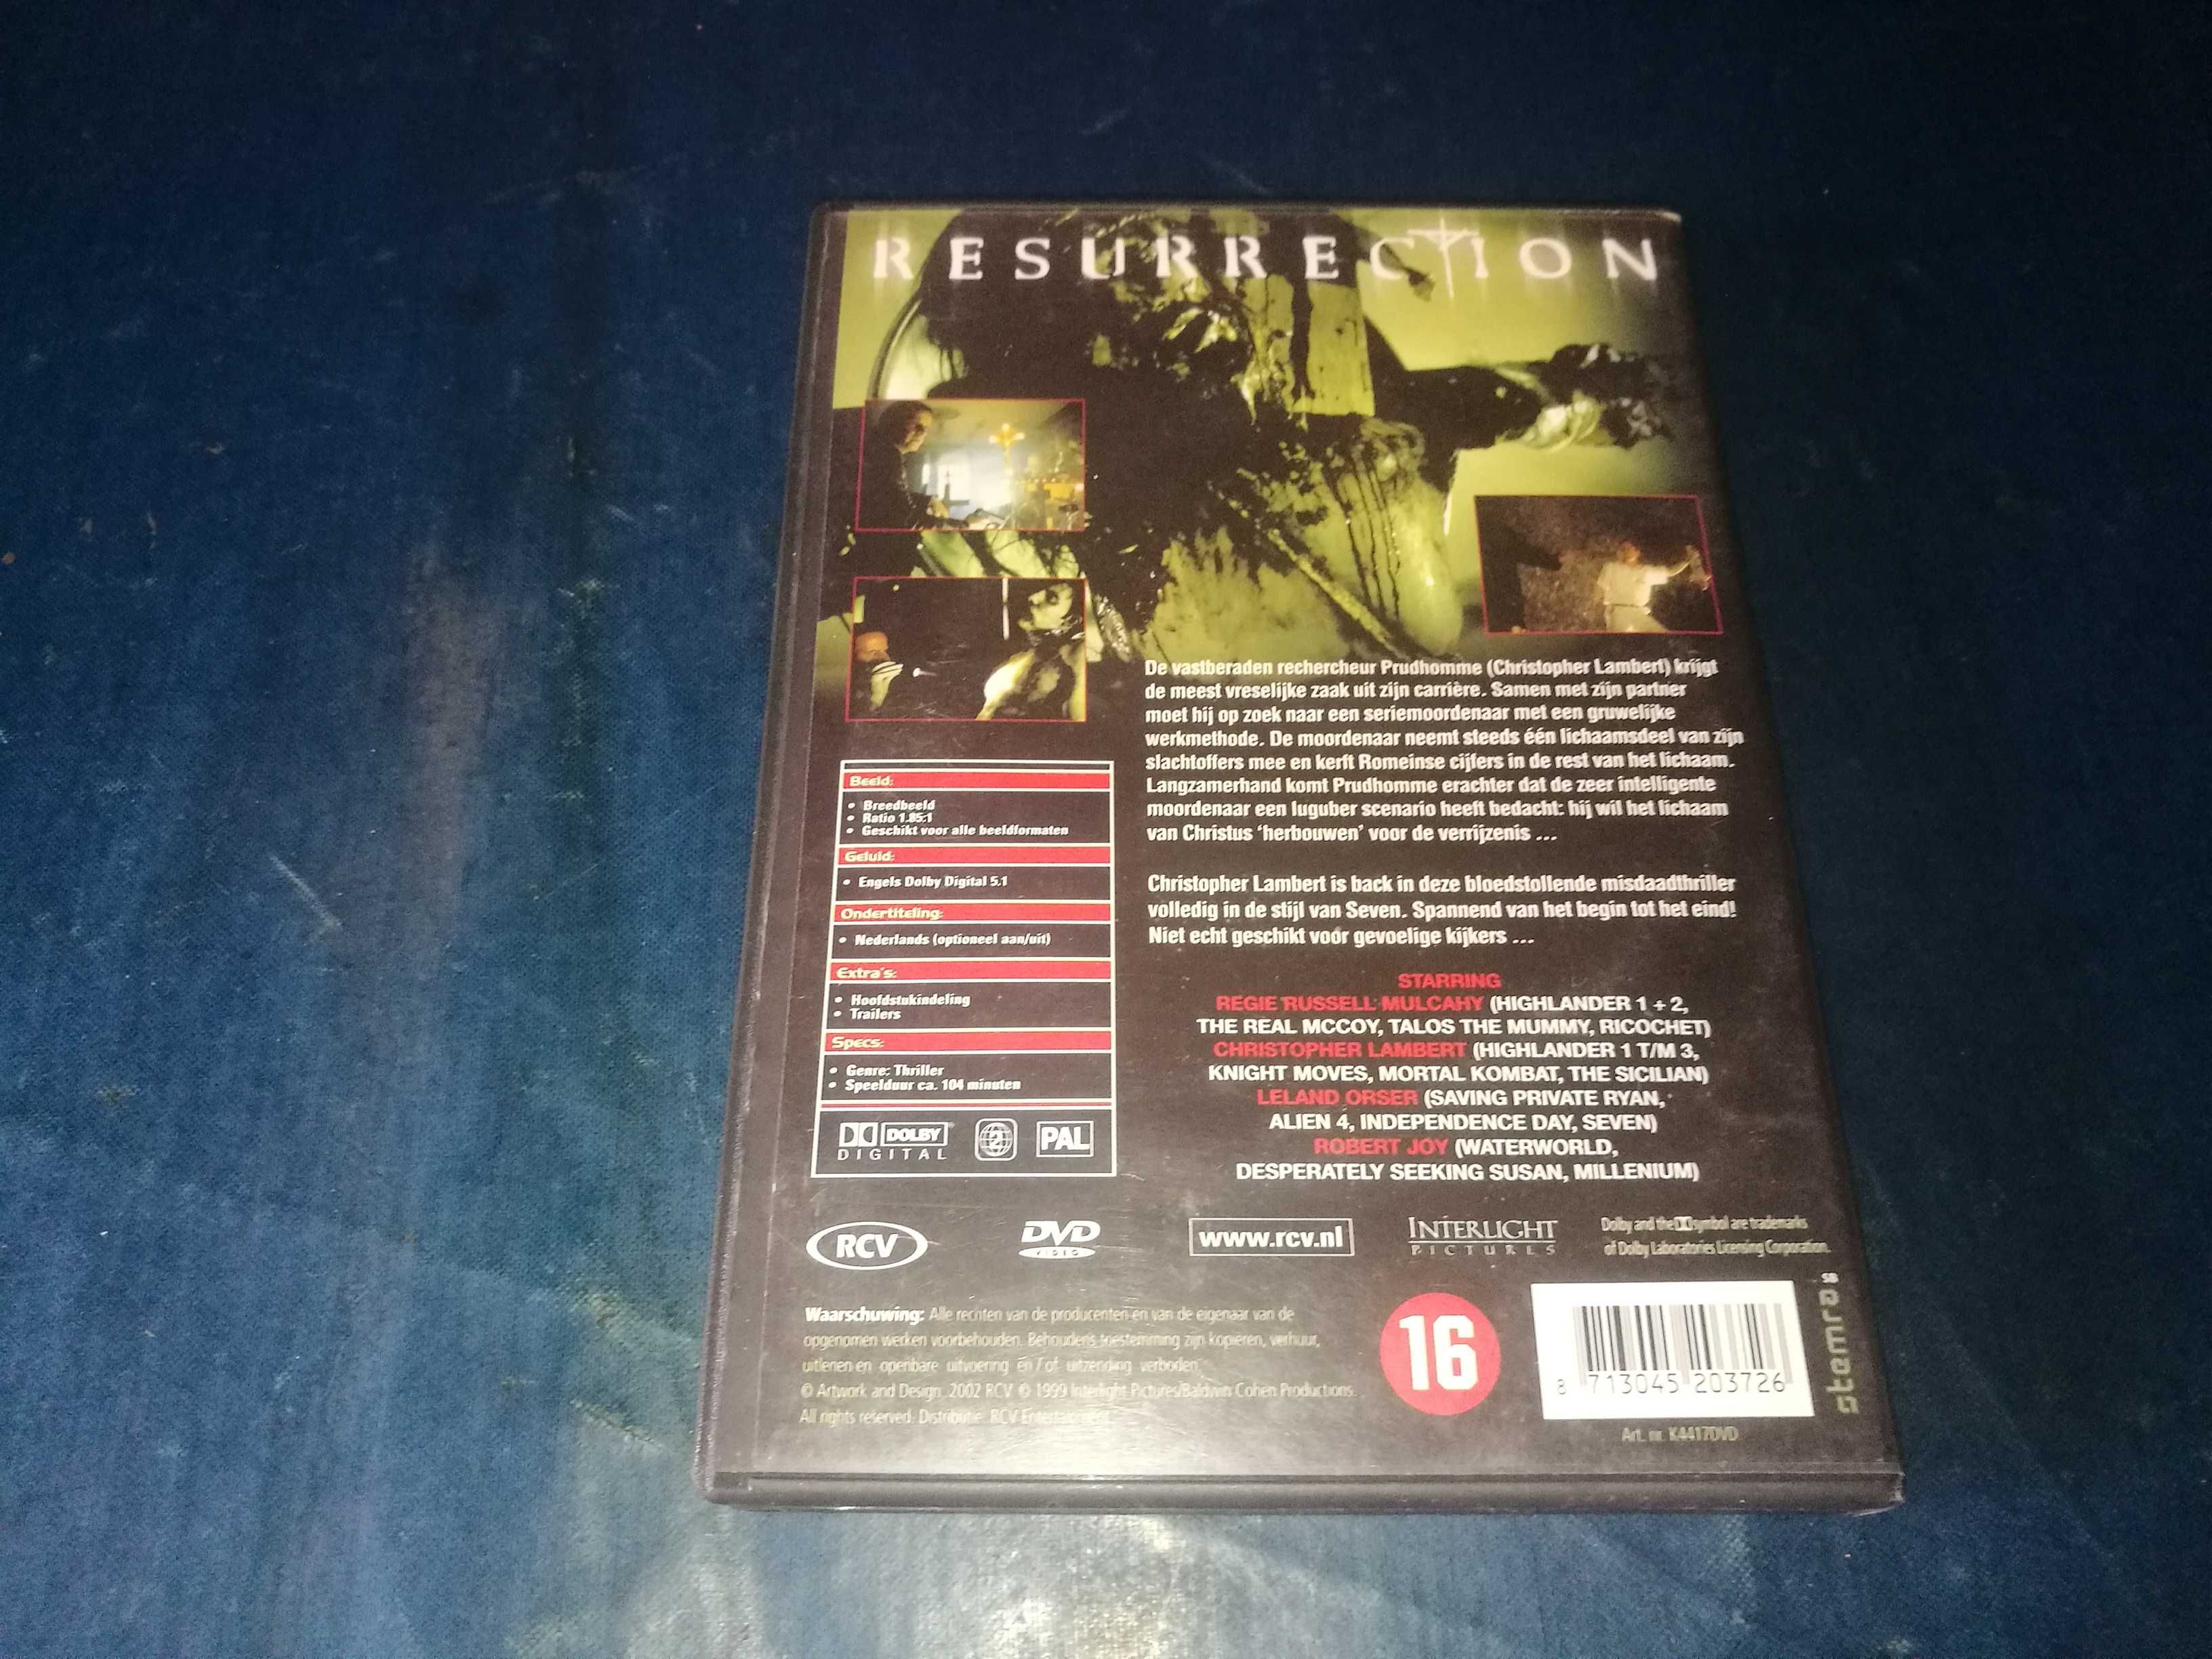 RESURRECTION
De vastberaden rechercheur Prudhomme (Christopher Lambert) krijgt
de meest vreselijke zaak uit zijn carrière. Samen met zijn partner
moet hij op zoek naar een seriemoordenaar met een gruwelijke
werkmethode. De moordenaar neemt steeds één lichaamsdeel van zijn
slachtoffers mee en kerft Romeinse cijfers in de rest van het lichaam.
Langzamerhand komt Prudhomme erachter dat de zeer intelligente
moordenaar een luguber scenario heeft bedacht: hij wil het lichaam
van Christus 'herbouwen' voor de verrijzenis ...
Christopher Lambert is back in deze bloedstollende misdaadthriller
volledig in de stijl van Seven. Spannend van het begin tot het eind!
Niet echt geschikt voor gevoelige kijkers ...
STARRING
REGIE RUSSELL MULCAHY (HIGHLANDER 1 + 2,
THE REAL MCCOY, TALOS THE MUMMY, RICOCHET)
CHRISTOPHER LAMBERT (HIGHLANDER 1 T/M 3,
KNIGHT MOVES, MORTAL KOMBAT, THE SICILIAN)
LELAND ORSER (SAVING PRIVATE RYAN,
ALIEN 4, INDEPENDENCE DAY, SEVEN)
ROBERT JOY (WATERWORLD,
DESPERATELY SEEKING SUSAN, MILLENIUM)
Beeld:
• Breedbeeld
• Ratio 1.85:1
• Geschikt voor alle beeldformaten
Geluid:
• Engels Dolby Digital 5.1
Ondertiteling:
• Nederlands (optioneel aan/uit)
Extra's:
• Hoofdstukindeling
• Trailers
Specs:
• Genre: Thriller
• Speelduur ca. 104 minuten
DOLBY
DIGITAL
2
PAL
RCV
DVD
VIDEO
www.rcv.nl
INTERLIGHT
PICTURES
Dolby and the symbol are trademarks
of Dolby Laboratories Licensing Corporation.
Waarschuwing: Alle rechten van de producenten en van de eigenaar van de
opgenomen werken voorbehouden. Behoudens toestemming zijn kopiëren, verhuur,
uitlenen en openbare uitvoering en/of uitzending verboden.
© Artwork and Design 2002 RCV © 1999 Interlight Pictures/Baldwin Cohen Productions.
All rights reserved. Distributie: RCV Entertainment
16
8 713045 203726
SB
stemra
Art. nr. K4417DVD